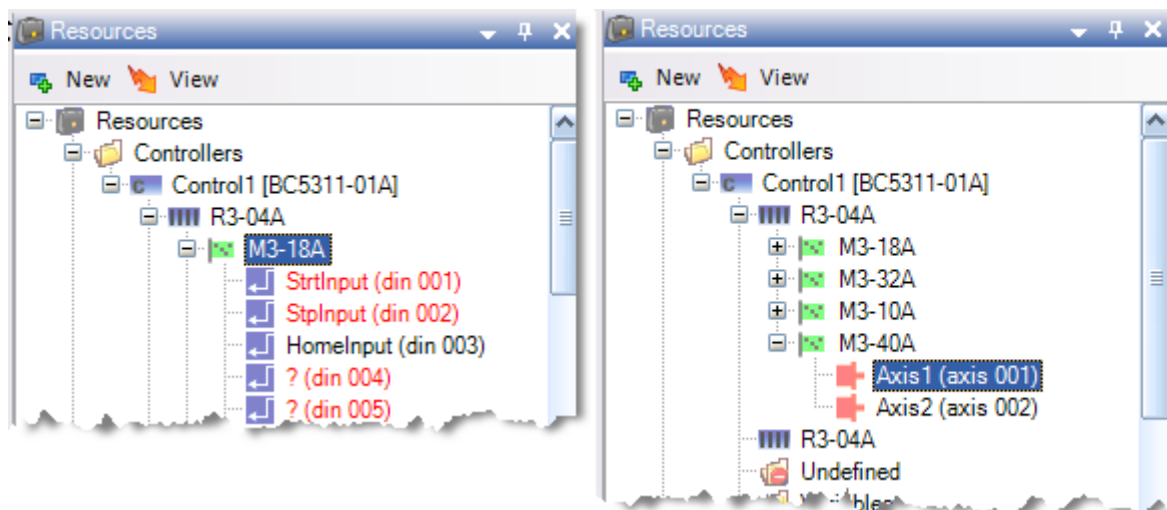 Resources
New View
Resources
Controllers
Control1 [BC5311-01A]
R3-04A
M3-18A
StrtInput (din 001)
StpInput (din 002)
HomeInput (din 003)
? (din 004)
? (din 005)
Resources
New View
Resources
Controllers
Control1 [BC5311-01A]
R3-04A
M3-18A
M3-32A
M3-10A
M3-40A
Axis1 (axis 001)
Axis2 (axis 002)
R3-04A
Undefined